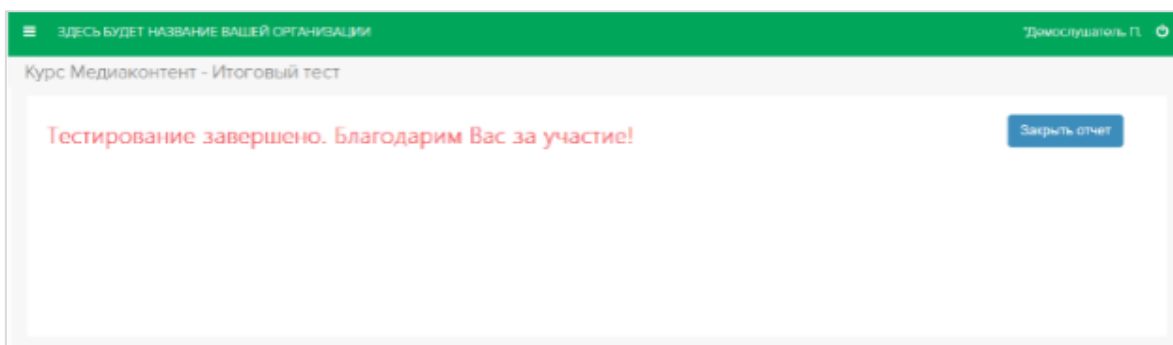 ЗДЕСЬ БУДЕТ НАЗВАНИЕ ВАШЕЙ ОРГАНИЗАЦИИ
"Демослушатель П.
Курс Медиаконтент - Итоговый тест
Тестирование завершено. Благодарим Вас за участие!
Закрыть отчет